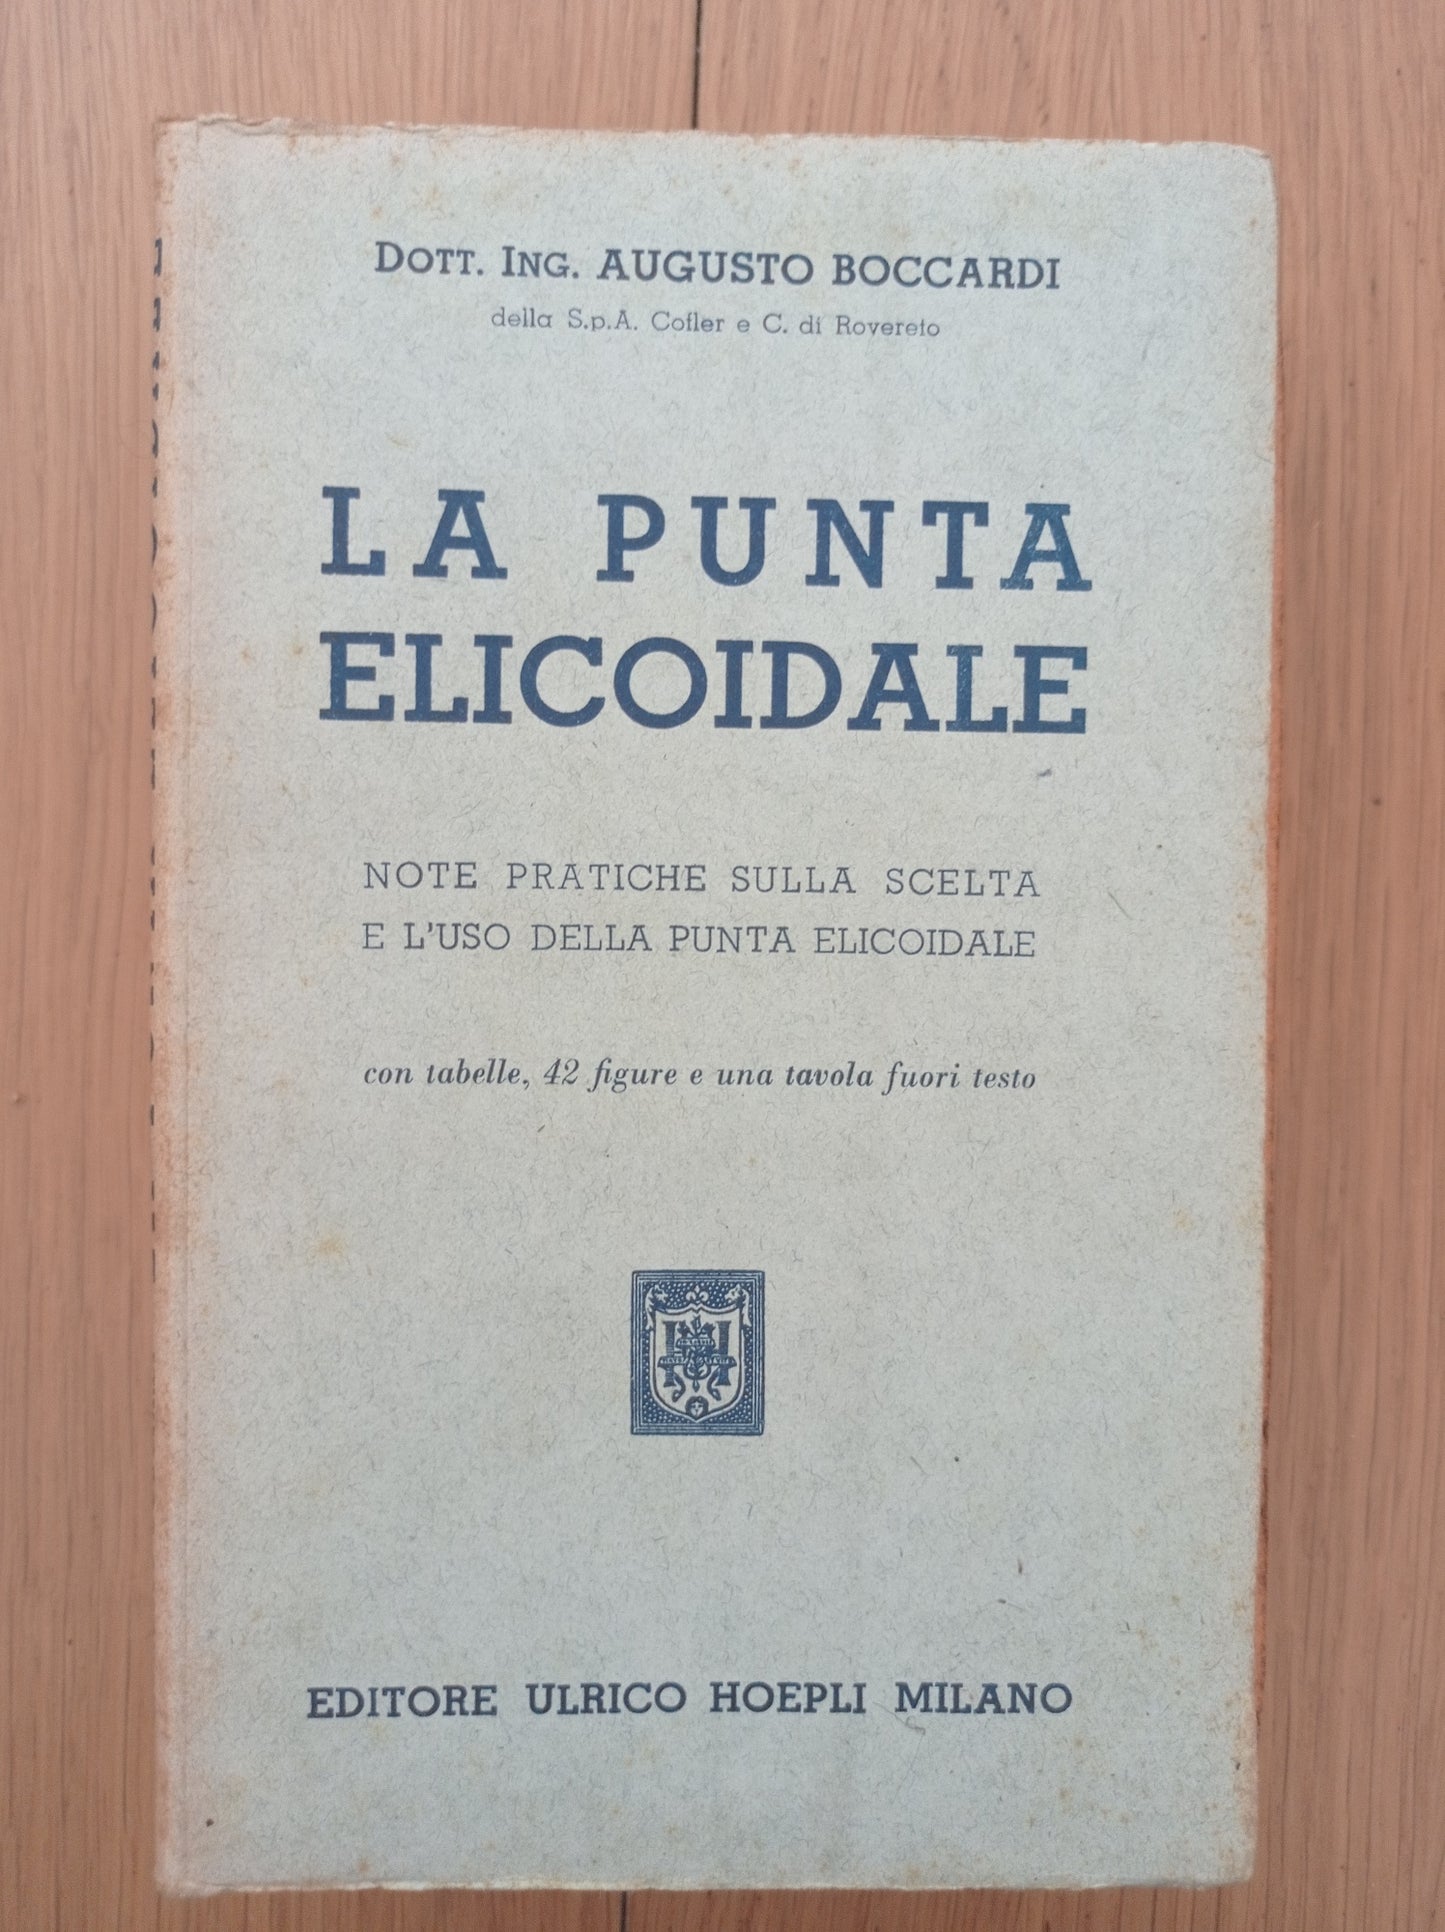 DOTT. ING. AUGUSTO BOCCARDI
della S.p.A. Cofler e C. di Rovereto
LA PUNTA
ELICOIDALE
NOTE PRATICHE SULLA SCELTA
E L'USO DELLA PUNTA ELICOIDALE
con tabelle, 42 figure e una tavola fuori testo
EDITORE ULRICO HOEPLI MILANO